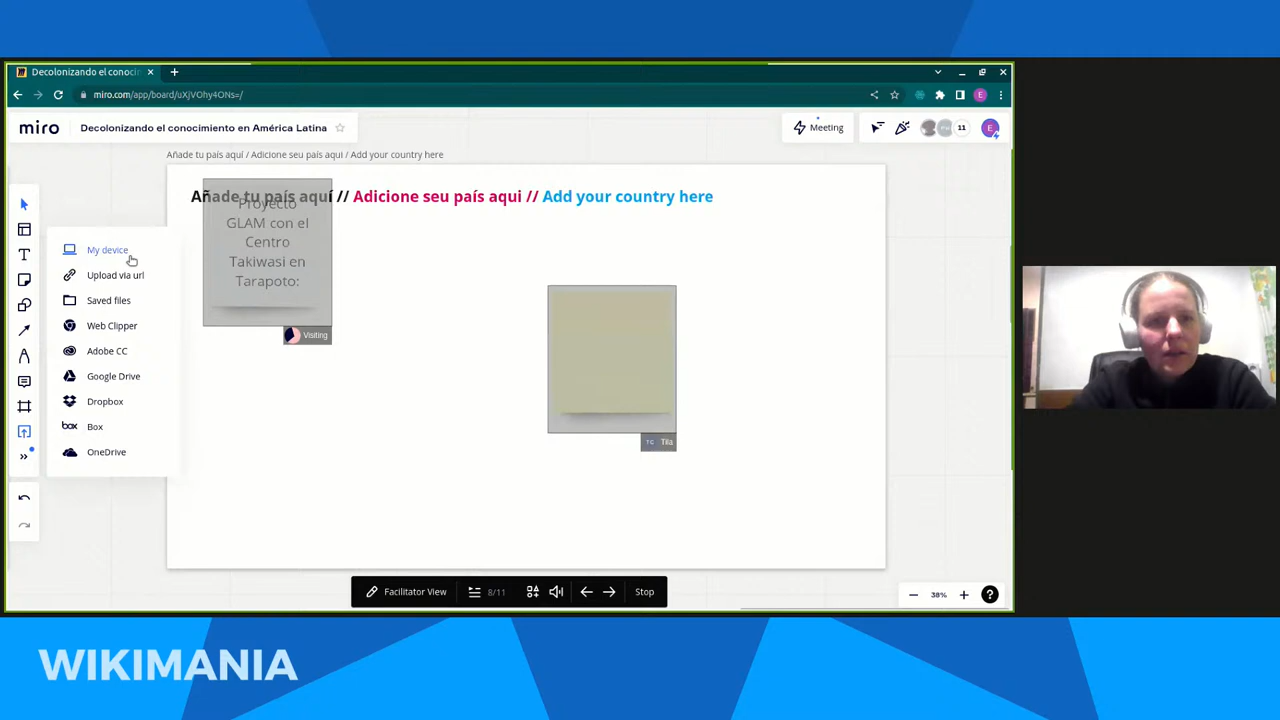 Decolonizando el conoci
miro.com/app/board/uXjVOhy4ONs=/
E
miro
Decolonizando el conocimiento en América Latina
Meeting
11
E
Añade tu país aquí / Adicione seu país aqui / Add your country here
Añade tu país aquí // Adicione seu país aqui // Add your country here
Proyecto
GLAM con el
Centro
Takiwasi en
Tarapoto:
Visiting
TC Tila
My device
Upload via url
Saved files
Web Clipper
Adobe CC
Google Drive
Dropbox
box Box
OneDrive
Facilitator View
8/11
Stop
38%
WIKIMANIA